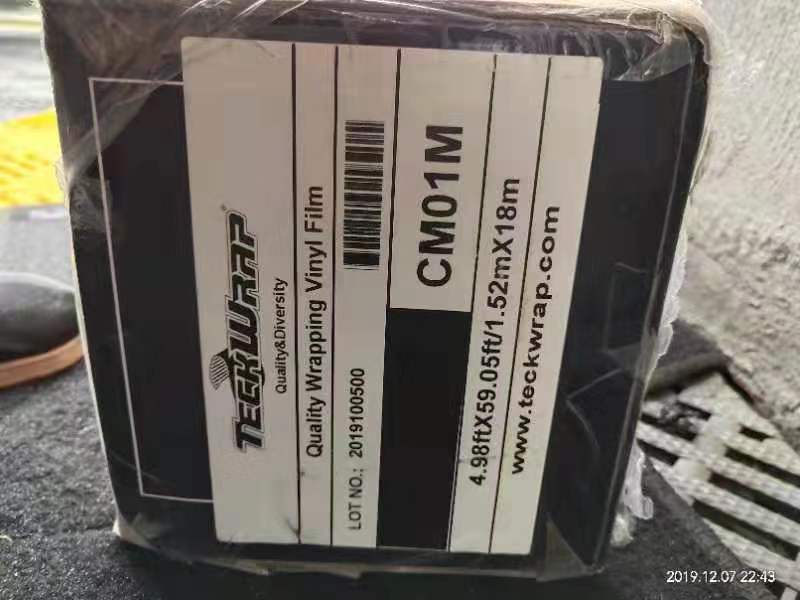 TECKWRAP®
Quality&Diversity
Quality Wrapping Vinyl Film
LOT NO.: 2019100500
CM01M
4.98ftX59.05ft/1.52mX18m
www.teckwrap.com
2019.12.07 22:43